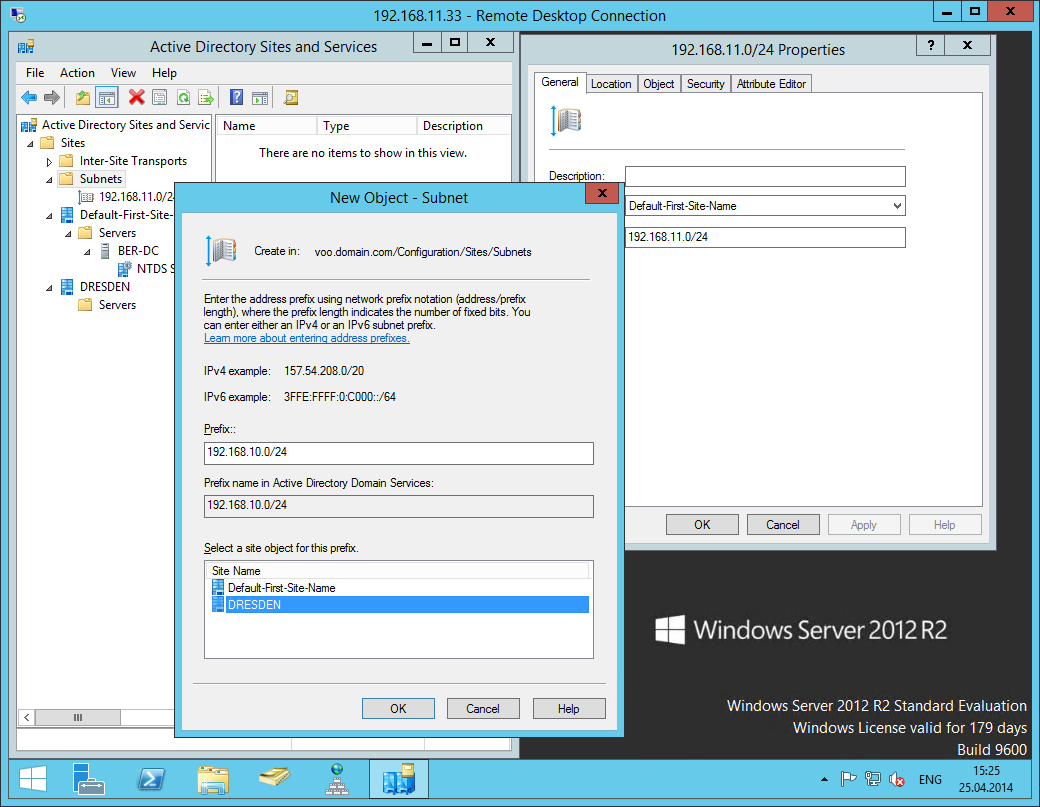 192.168.11.33 - Remote Desktop Connection
Active Directory Sites and Services
File Action View Help
Active Directory Sites and Servic
Sites
Inter-Site Transports
Subnets
192.168.11.0/24
Default-First-Site-
Servers
BER-DC
NTDS S
DRESDEN
Servers
Name Type Description
There are no items to show in this view.
192.168.11.0/24 Properties
General Location Object Security Attribute Editor
Description:
Default-First-Site-Name
192.168.11.0/24
OK Cancel Apply Help
New Object - Subnet
Create in: voo.domain.com/Configuration/Sites/Subnets
Enter the address prefix using network prefix notation (address/prefix
length), where the prefix length indicates the number of fixed bits. You
can enter either an IPv4 or an IPv6 subnet prefix.
Learn more about entering address prefixes.
IPv4 example: 157.54.208.0/20
IPv6 example: 3FFE:FFFF:0:C000::/64
Prefix::
192.168.10.0/24
Prefix name in Active Directory Domain Services:
192.168.10.0/24
Select a site object for this prefix.
Site Name
Default-First-Site-Name
DRESDEN
OK Cancel Help
Windows Server 2012 R2
Windows Server 2012 R2 Standard Evaluation
Windows License valid for 179 days
Build 9600
ENG
15:25
25.04.2014